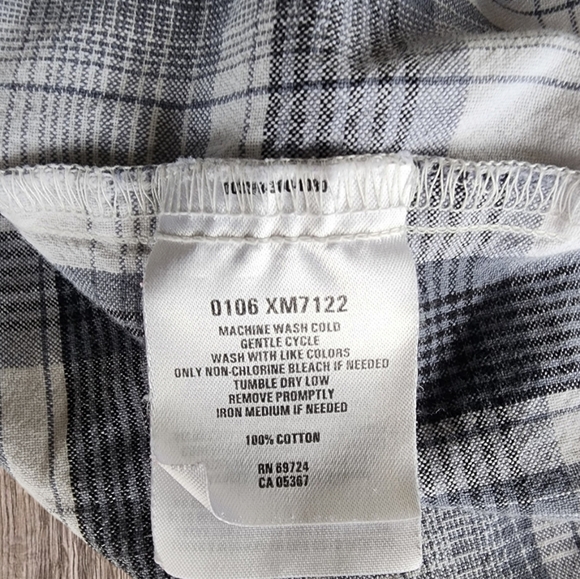 0106 XM7122
MACHINE WASH COLD
GENTLE CYCLE
WASH WITH LIKE COLORS
ONLY NON-CHLORINE BLEACH IF NEEDED
TUMBLE DRY LOW
REMOVE PROMPTLY
IRON MEDIUM IF NEEDED
100% COTTON
RN 69724
CA 05367